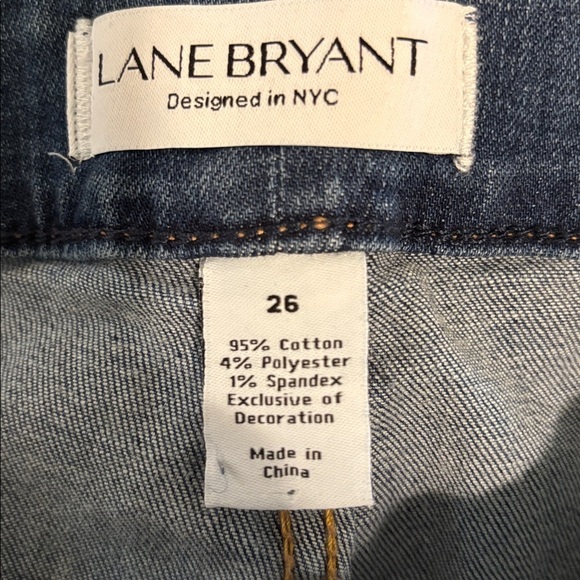 LANE BRYANT
Designed in NYC
26
95% Cotton
4% Polyester
1% Spandex
Exclusive of
Decoration
Made in
China